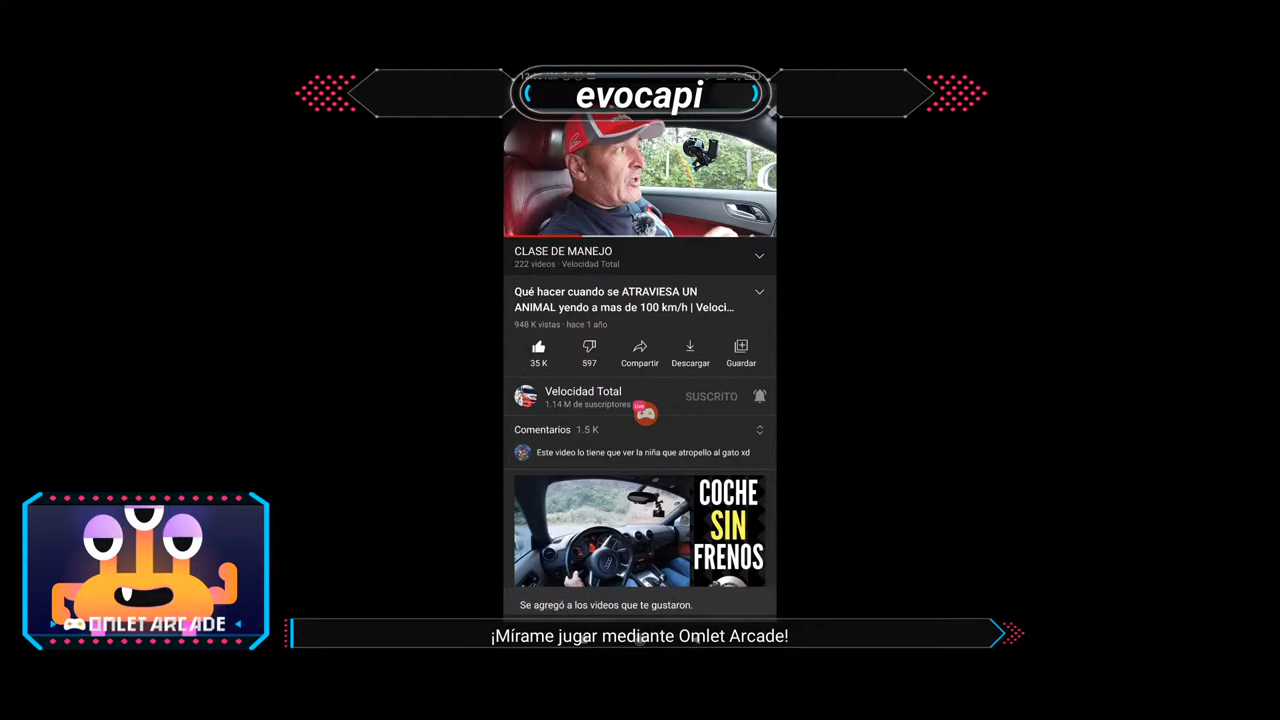 evocapi
CLASE DE MANEJO
222 videos · Velocidad Total
Qué hacer cuando se ATRAVIESA UN
ANIMAL yendo a mas de 100 km/h | Veloci...
948 K vistas · hace 1 año
35 K
597
Compartir
Descargar
Guardar
Velocidad Total
SUSCRITO
1.14 M de suscriptores
Live
Comentarios 1.5 K
Este video lo tiene que ver la niña que atropello al gato xd
COCHE
SIN
FRENOS
Se agregó a los videos que te gustaron.
OMLET ARCADE
¡Mírame jugar mediante Omlet Arcade!